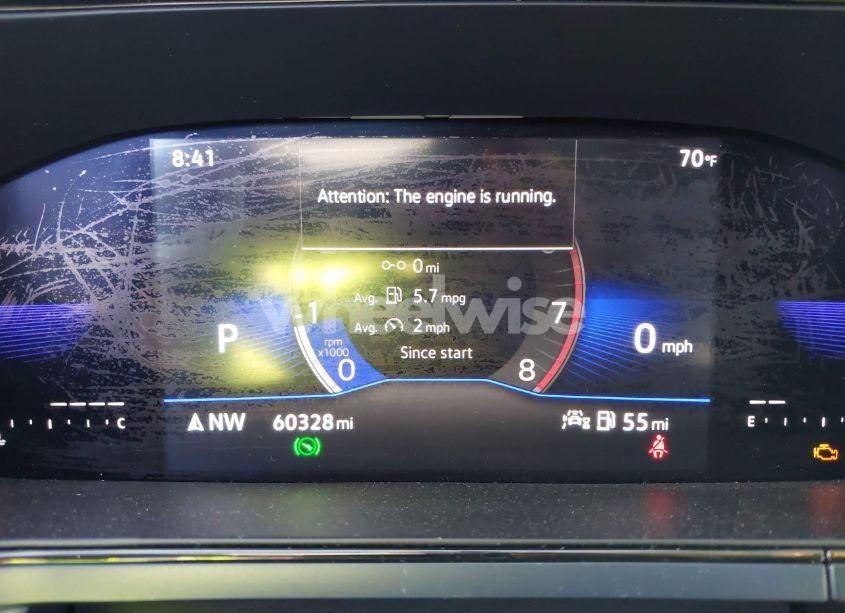 8:41
70°F
Attention: The engine is running.
0 mi
Avg. 5.7 mpg
Avg. 2 mph
Since start
1
7
rpm
x1000
0
8
P
0 mph
wheelwise
NW
60328 mi
55 mi
C
E